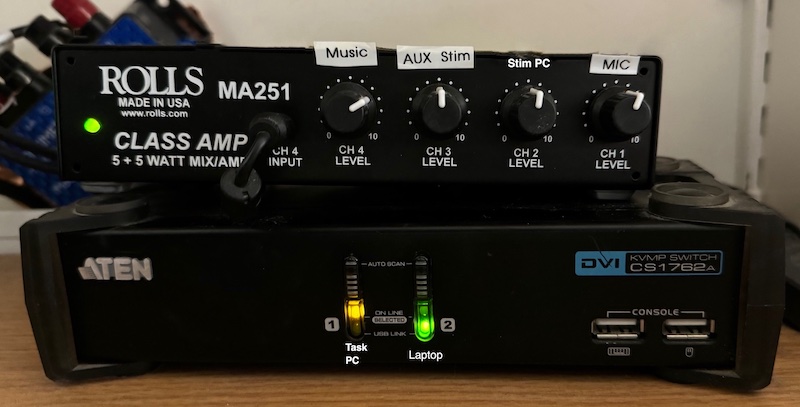 Music
AUX Stim
Stim PC
MIC
ROLLS
MADE IN USA
www.rolls.com
MA251
CLASS AMP
5 + 5 WATT MIX/AMP
CH 4
INPUT
0 10
CH 4
LEVEL
0 10
CH 3
LEVEL
0 10
CH 2
LEVEL
0 10
CH 1
LEVEL
ATEN
AUTO SCAN
1
ON LINE
SELECTED
USB LINK
2
Task
PC
Laptop
DVI
KVMP SWITCH
CS1762A
CONSOLE